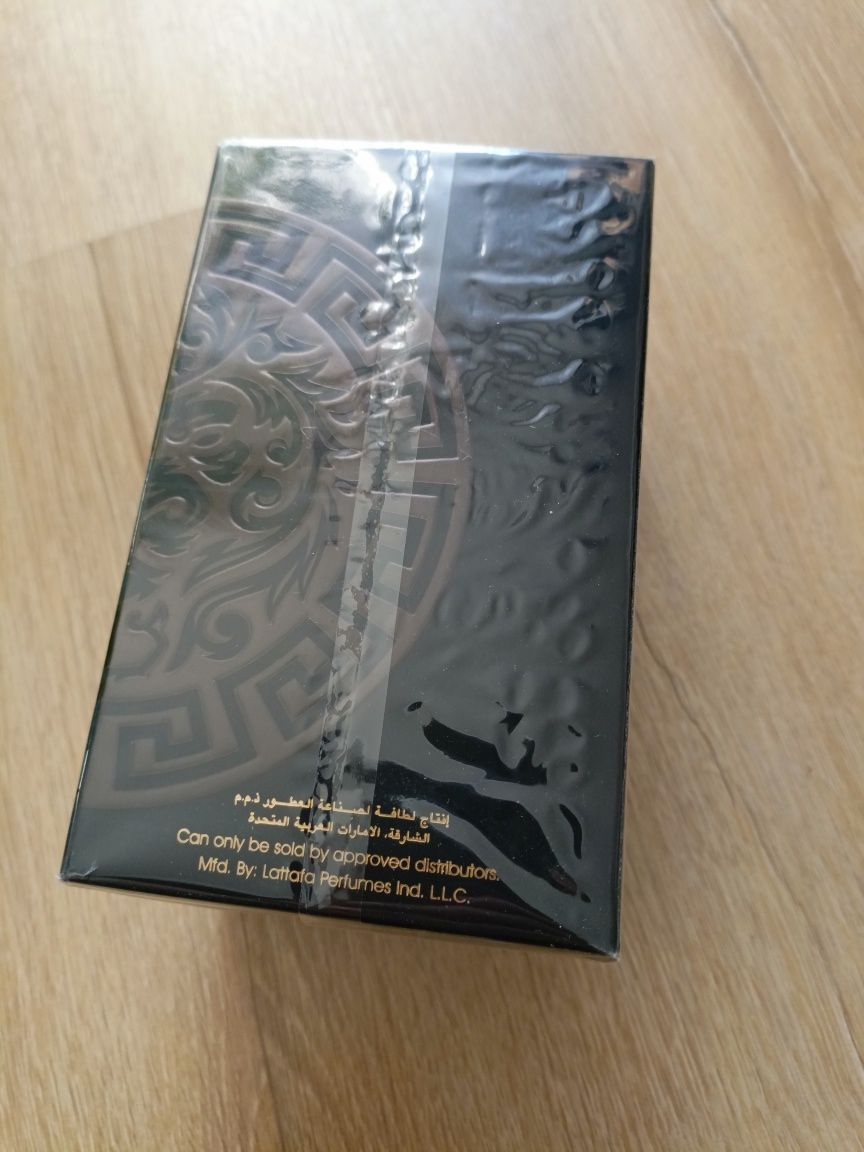 إنتاج لطافة لصناعة العطور ذ.م.م
الشارقة، الامارات العربية المتحدة
Can only be sold by approved distributors.
Mfd. By: Lattafa Perfumes Ind. L.L.C.